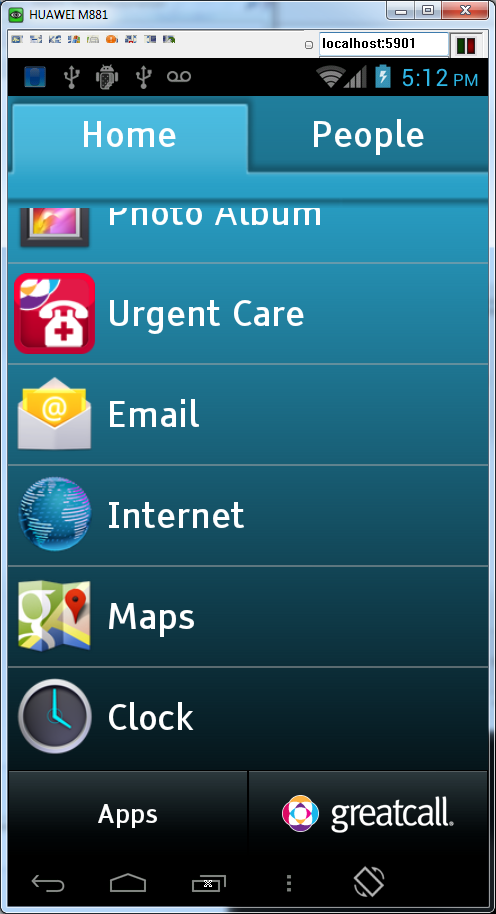 HUAWEI M881
localhost:5901
5:12 PM
Home
People
Photo Album
Urgent Care
Email
@
Internet
Maps
Clock
Apps
greatcall®